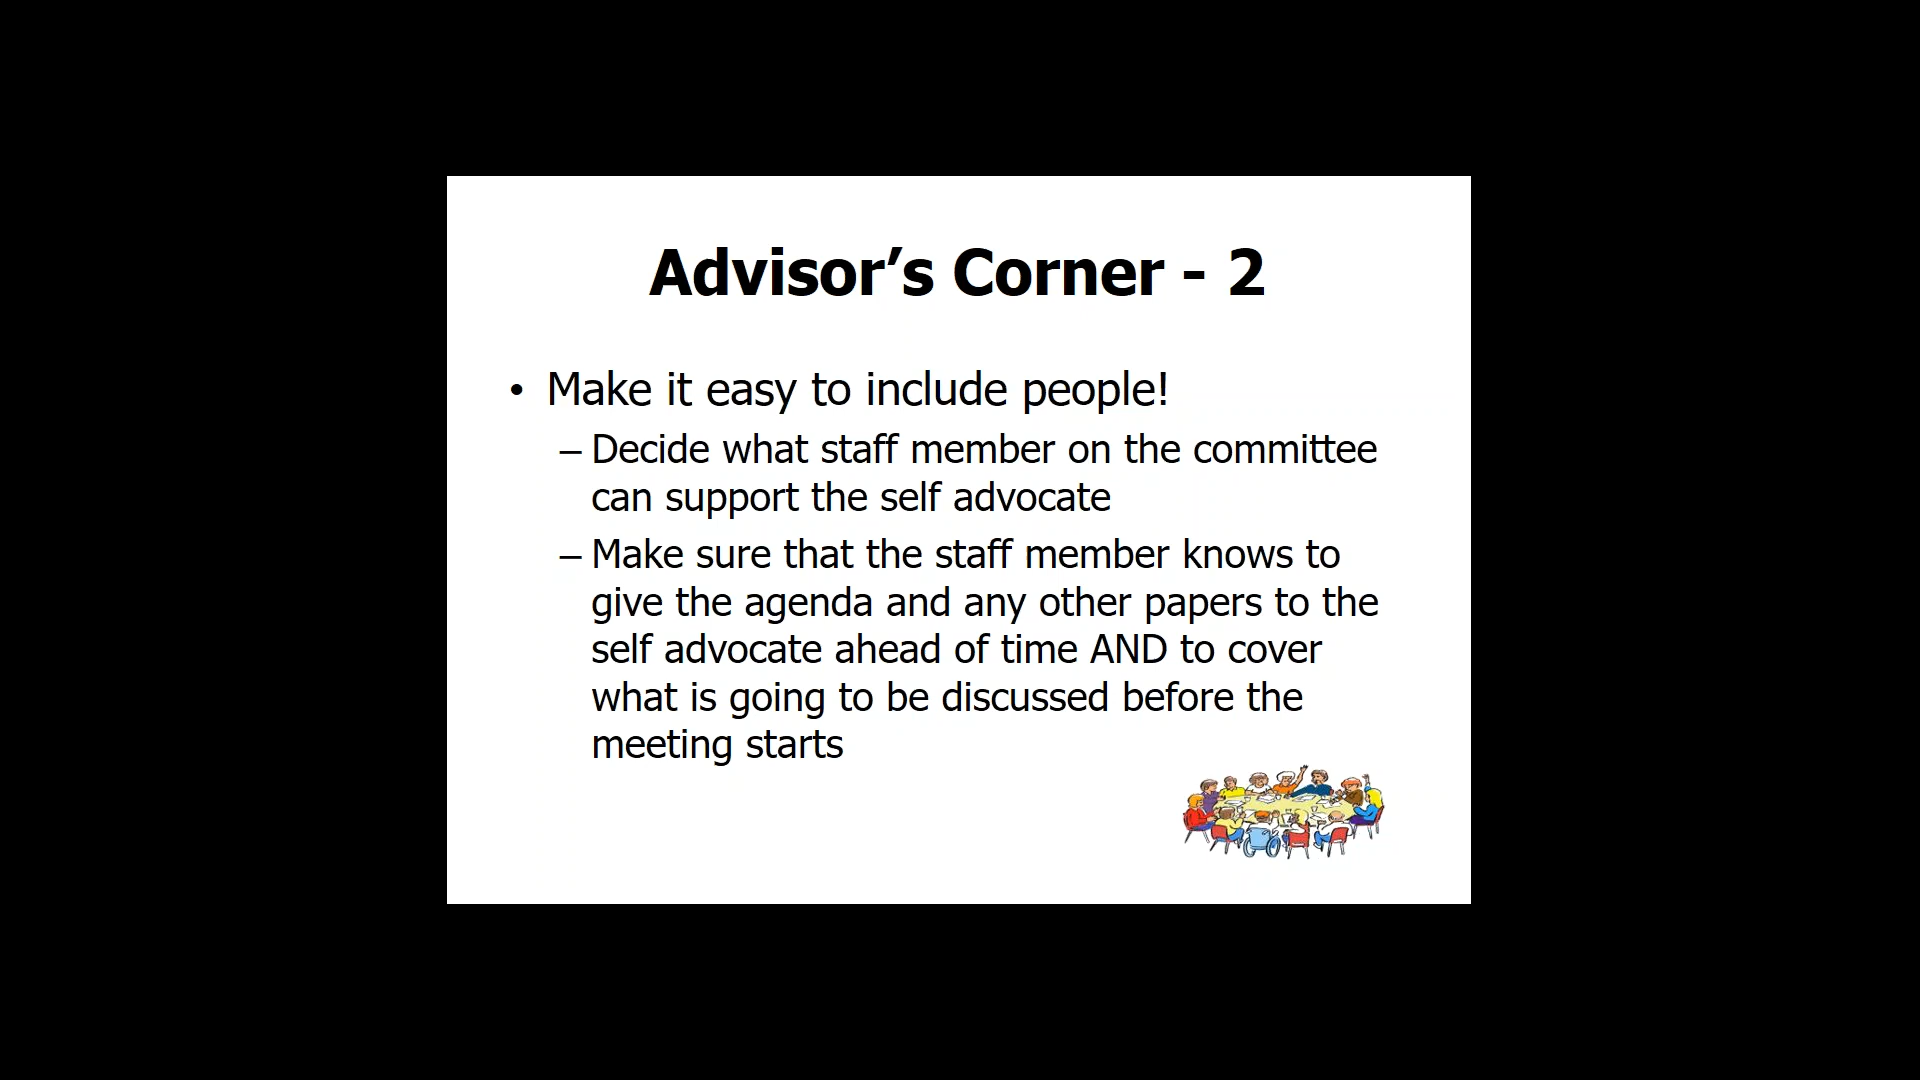 Advisor’s Corner - 2
• Make it easy to include people!
– Decide what staff member on the committee
can support the self advocate
– Make sure that the staff member knows to
give the agenda and any other papers to the
self advocate ahead of time AND to cover
what is going to be discussed before the
meeting starts